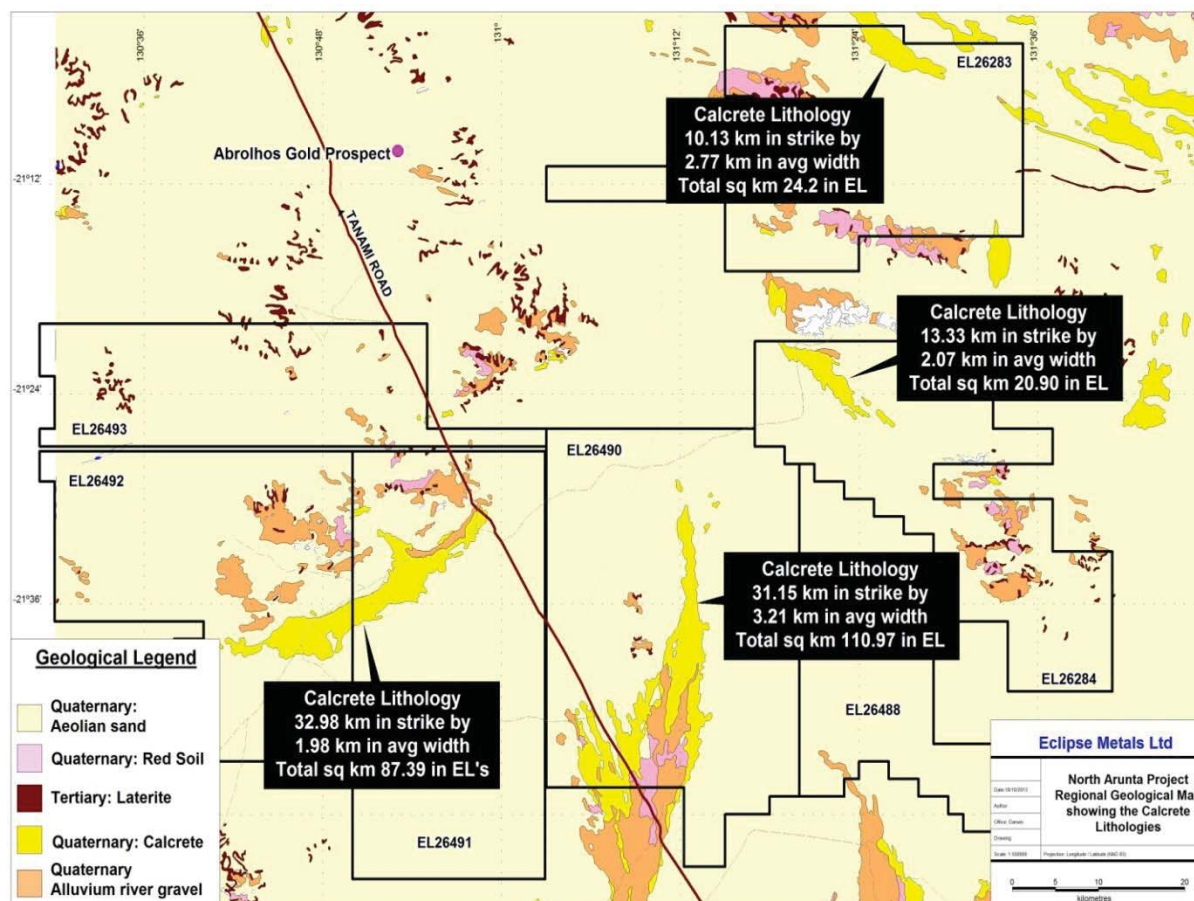 130°36'
130°48'
131°
131°12'
131°24'
131°36'
EL26283
Calcrete Lithology
10.13 km in strike by
2.77 km in avg width
Total sq km 24.2 in EL
Abrolhos Gold Prospect
-21°12'
TANAMI ROAD
Calcrete Lithology
13.33 km in strike by
2.07 km in avg width
Total sq km 20.90 in EL
-21°24'
EL26493
EL26490
EL26492
Calcrete Lithology
31.15 km in strike by
3.21 km in avg width
Total sq km 110.97 in EL
-21°36'
EL26284
Calcrete Lithology
32.98 km in strike by
1.98 km in avg width
Total sq km 87.39 in EL's
EL26488
EL26491
Geological Legend
Quaternary:
Aeolian sand
Quaternary: Red Soil
Tertiary: Laterite
Quaternary: Calcrete
Quaternary
Alluvium river gravel
Eclipse Metals Ltd
North Arunta Project
Regional Geological Ma
showing the Calcrete
Lithologies
Author
Drawing
0 5 10 20
kilometres